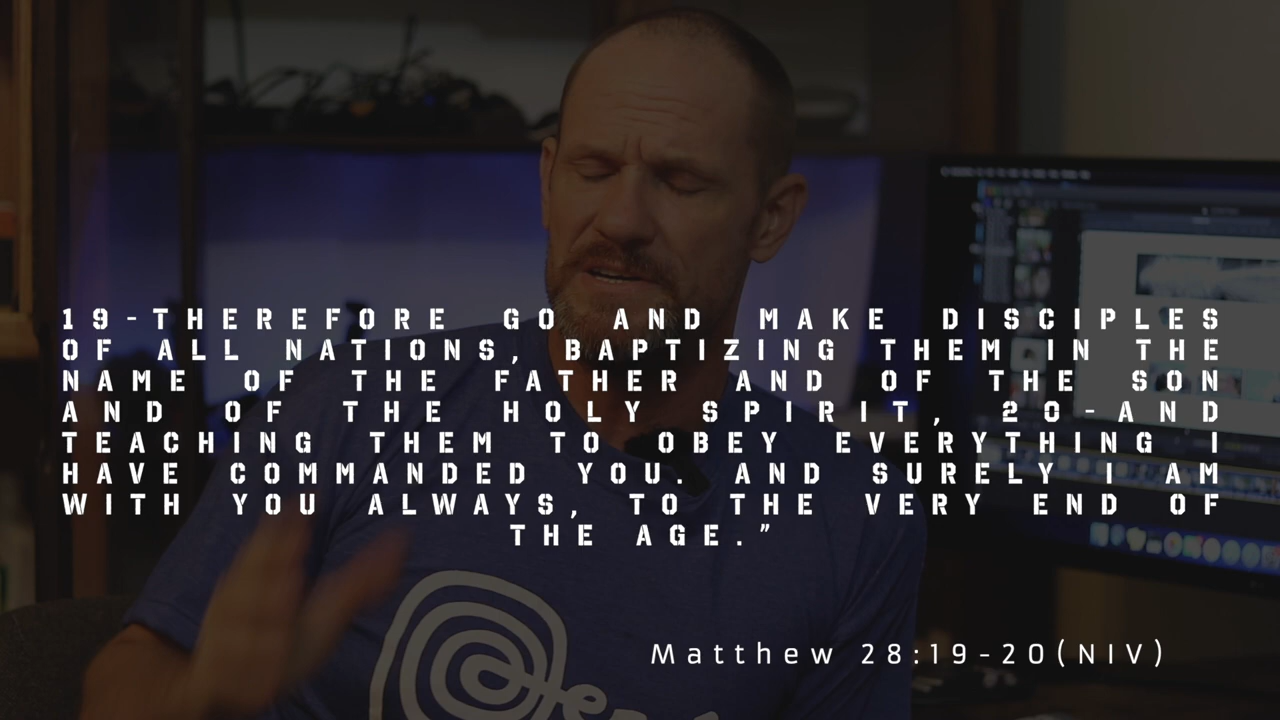 19-THEREFORE GO AND MAKE DISCIPLES
OF ALL NATIONS, BAPTIZING THEM IN THE
NAME OF THE FATHER AND OF THE SON
AND OF THE HOLY SPIRIT, 20-AND
TEACHING THEM TO OBEY EVERYTHING I
HAVE COMMANDED YOU. AND SURELY I AM
WITH YOU ALWAYS, TO THE VERY END OF
THE AGE.”
Matthew 28:19-20(NIV)